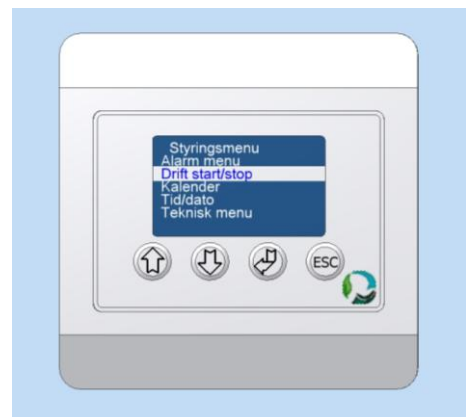 Styringsmenu
Alarm menu
Drift start/stop
Kalender
Tid/dato
Teknisk menu
ESC